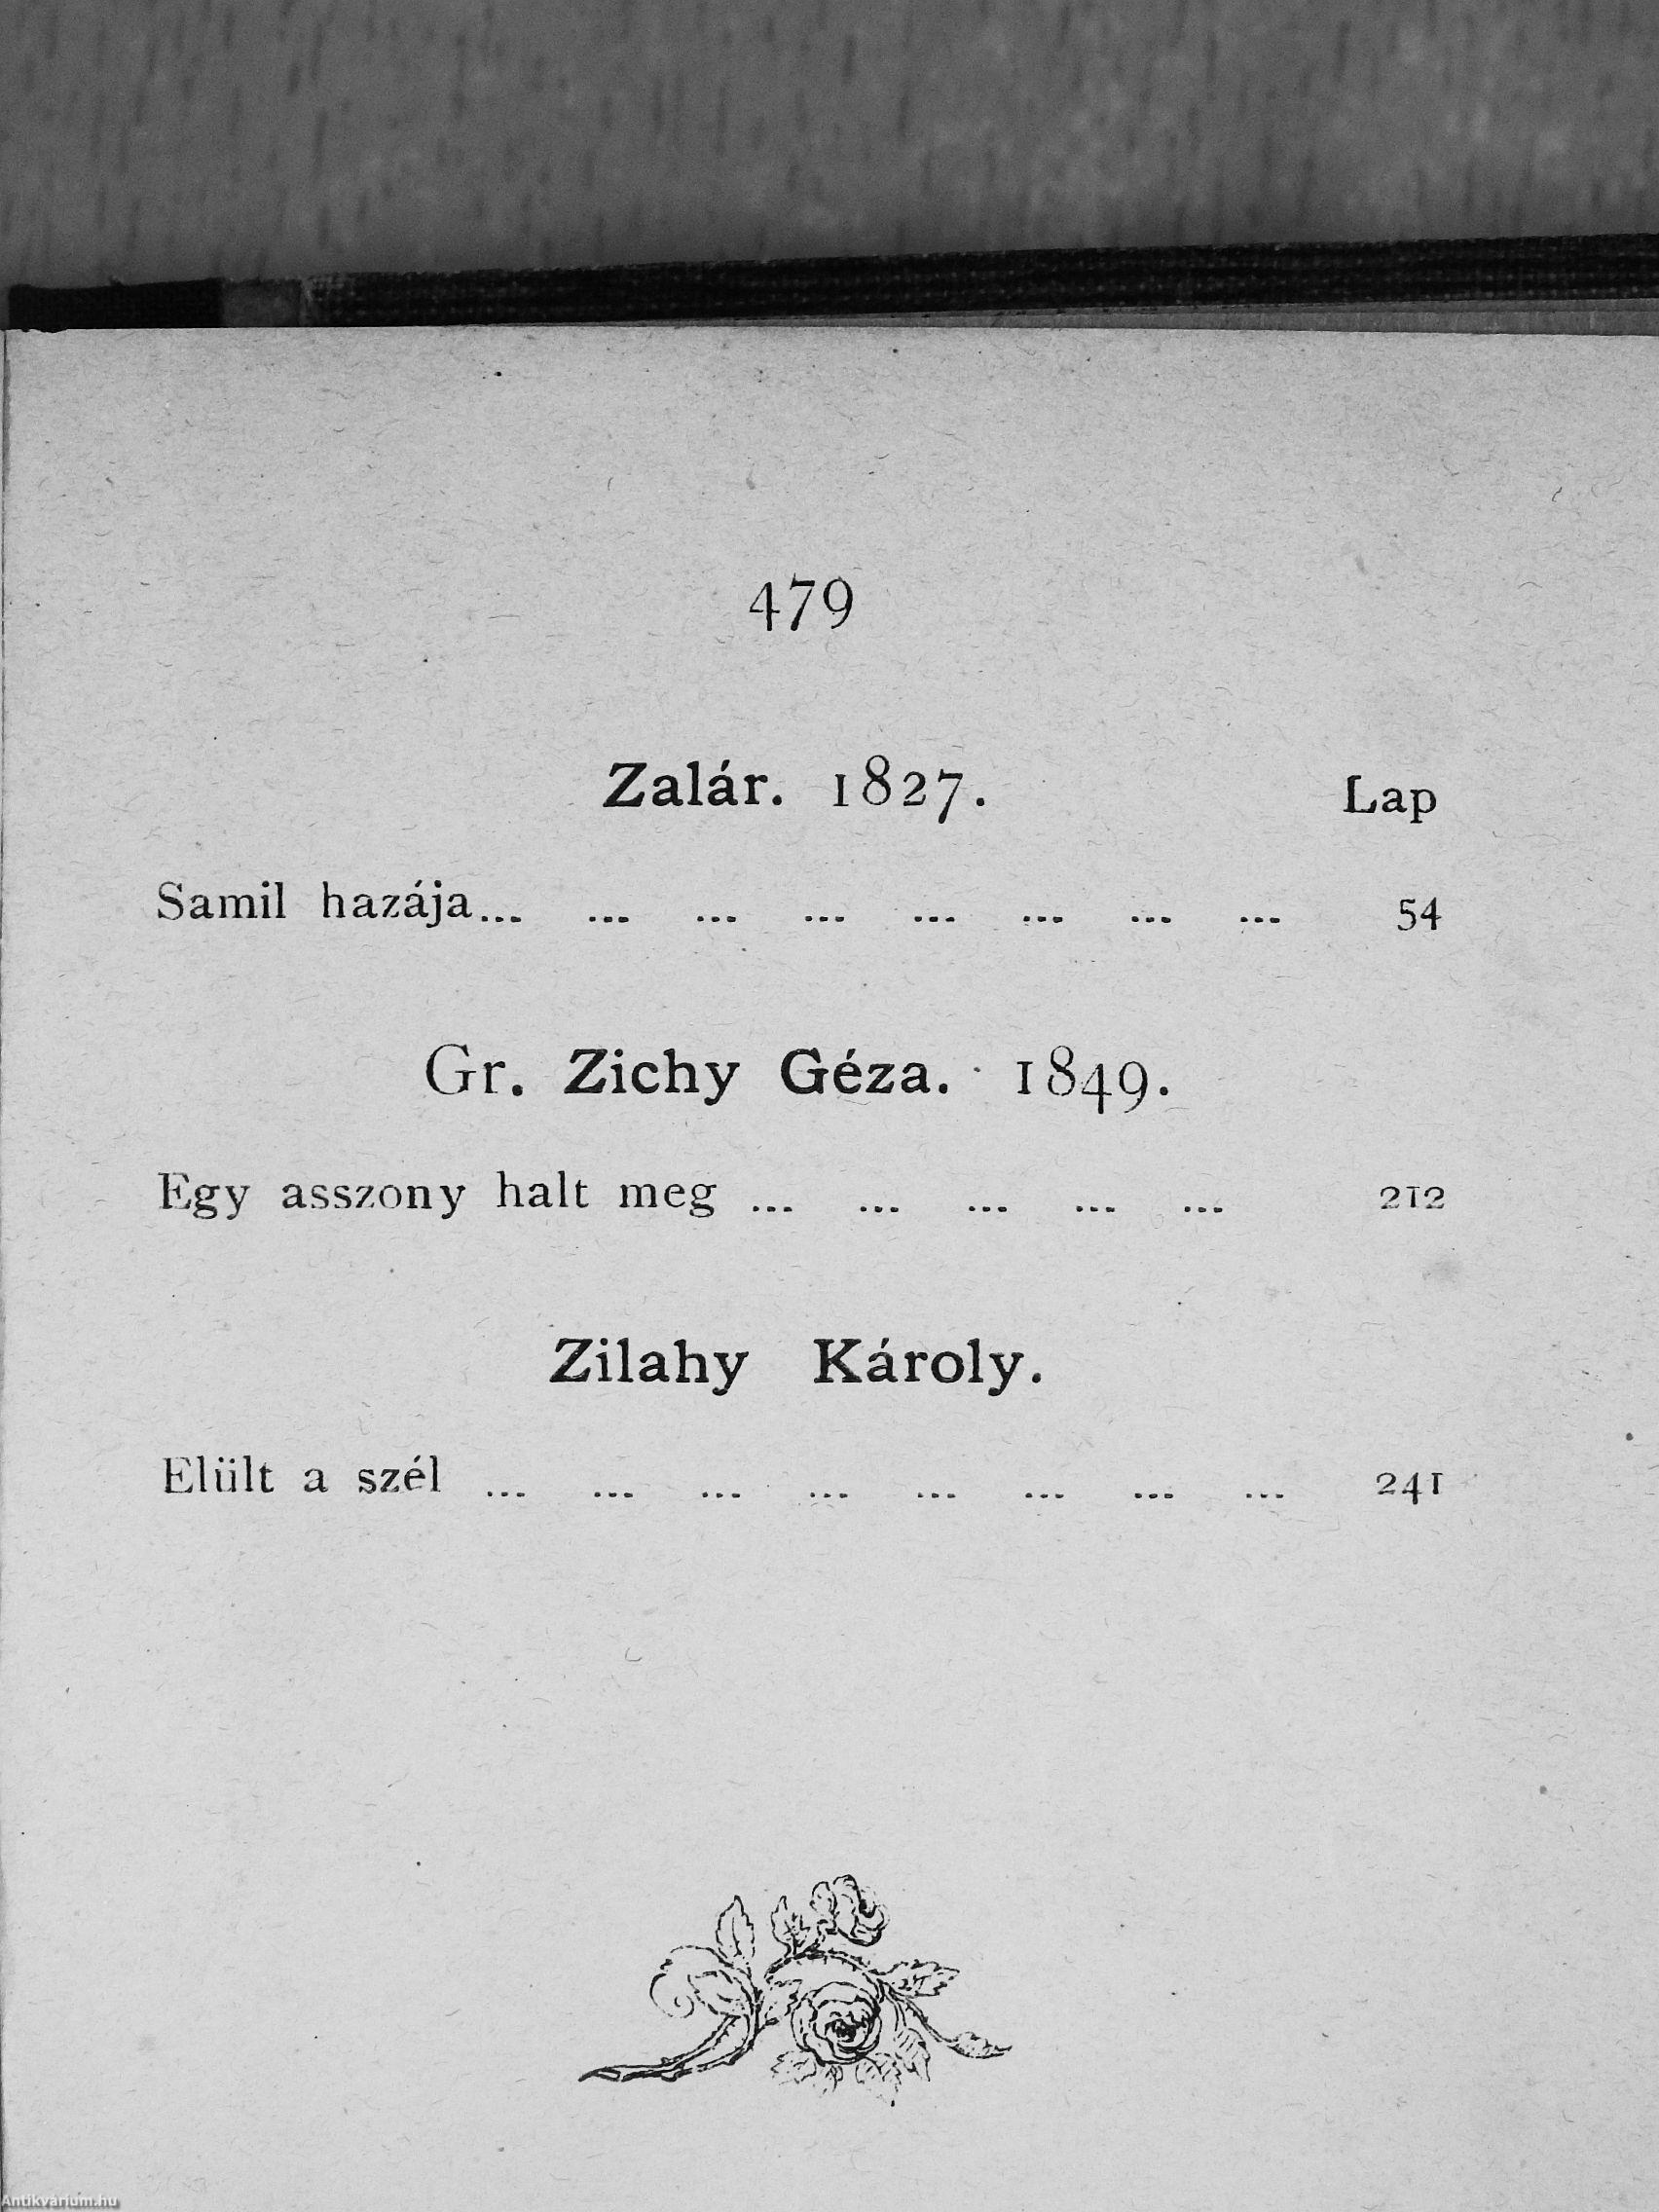 479
Zalár. 1827. Lap
Samil hazája... ... ... ... ... ... ... ... 54
Gr. Zichy Géza. 1849.
Egy asszony halt meg ... ... ... ... ... 212
Zilahy Károly.
Elült a szél ... ... ... ... ... ... ... ... 241
Antikvarium.hu